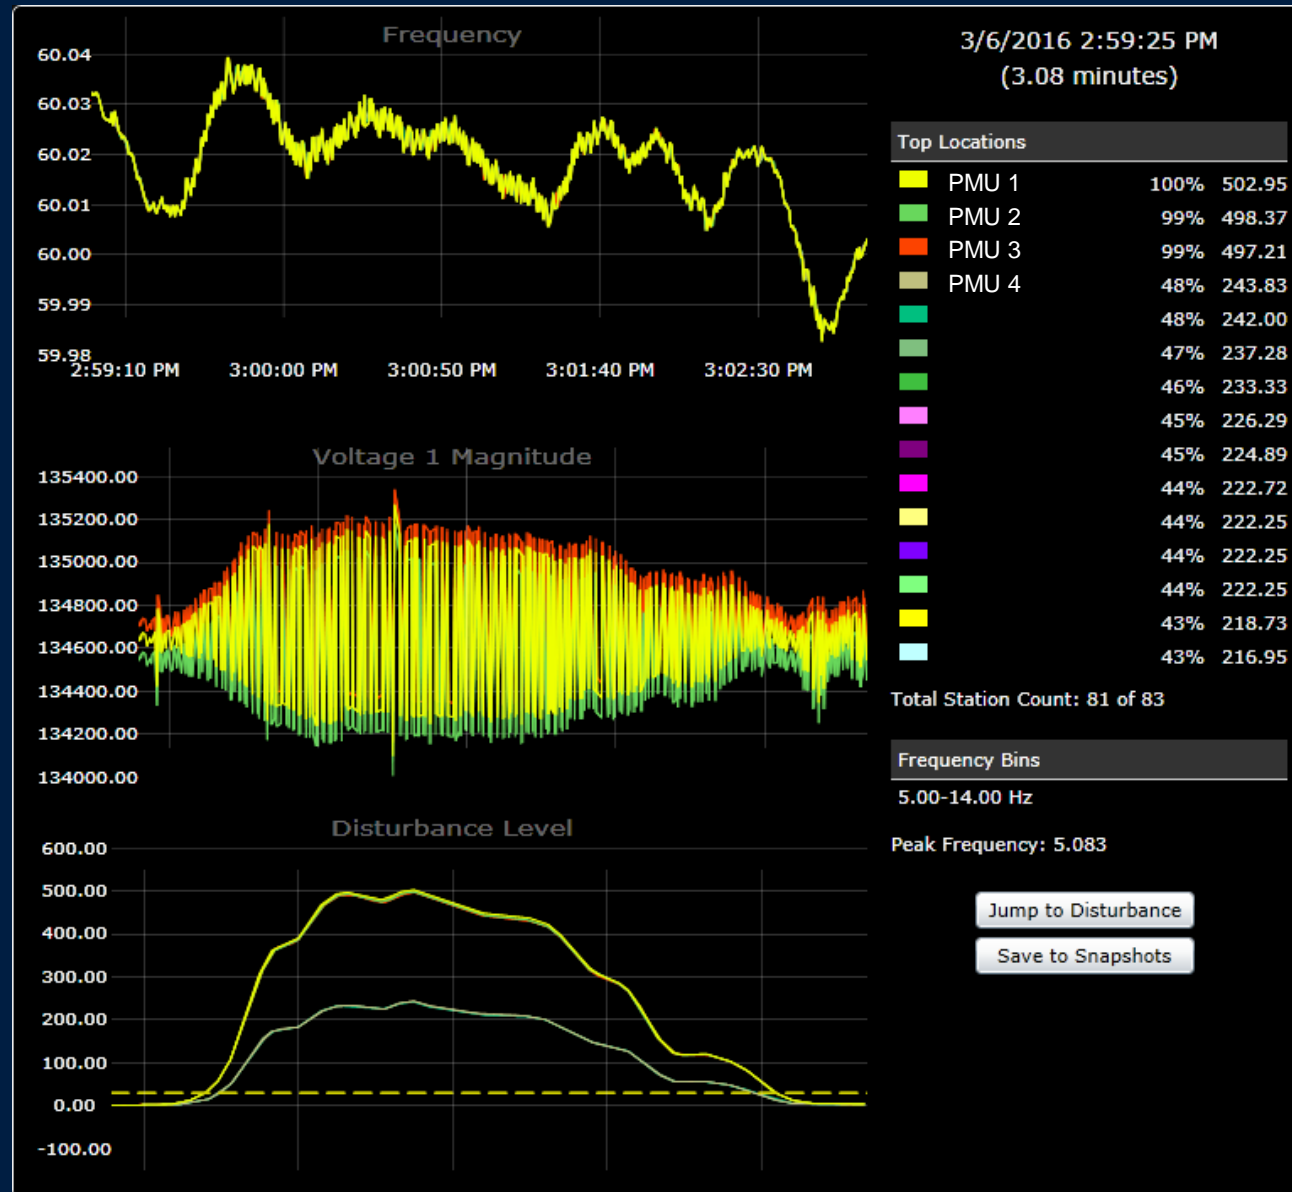 Frequency
60.04
60.03
60.02
60.01
60.00
59.99
59.98
2:59:10 PM 3:00:00 PM 3:00:50 PM 3:01:40 PM 3:02:30 PM
Voltage 1 Magnitude
135400.00
135200.00
135000.00
134800.00
134600.00
134400.00
134200.00
134000.00
Disturbance Level
600.00
500.00
400.00
300.00
200.00
100.00
0.00
-100.00
3/6/2016 2:59:25 PM
(3.08 minutes)
Top Locations
PMU 1 100% 502.95
PMU 2 99% 498.37
PMU 3 99% 497.21
PMU 4 48% 243.83
48% 242.00
47% 237.28
46% 233.33
45% 226.29
45% 224.89
44% 222.72
44% 222.25
44% 222.25
44% 222.25
43% 218.73
43% 216.95
Total Station Count: 81 of 83
Frequency Bins
5.00-14.00 Hz
Peak Frequency: 5.083
Jump to Disturbance
Save to Snapshots